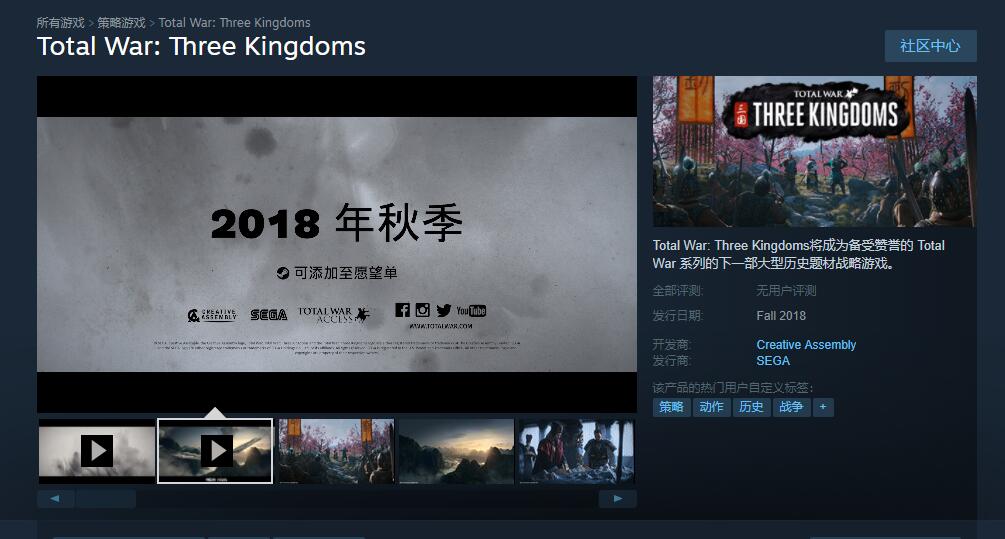 所有游戏 > 策略游戏 > Total War: Three Kingdoms
Total War: Three Kingdoms
社区中心
2018 年秋季
可添加至愿望单
CREATIVE ASSEMBLY
SEGA
TOTAL WAR ACCESS
YouTube
WWW.TOTALWAR.COM
TOTAL WAR
三国
THREE KINGDOMS
Total War: Three Kingdoms将成为备受赞誉的 Total
War 系列的下一部大型历史题材战略游戏。
全部评测: 无用户评测
发行日期: Fall 2018
开发商: Creative Assembly
发行商: SEGA
该产品的热门用户自定义标签:
策略 动作 历史 战争 +